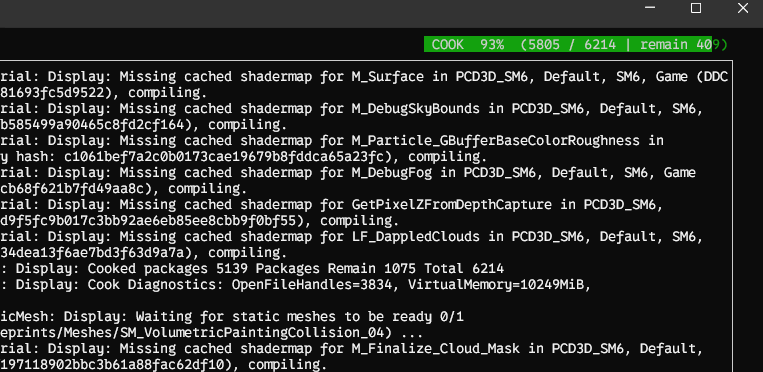 COOK 93% (5805 / 6214 | remain 409)
rial: Display: Missing cached shadermap for M_Surface in PCD3D_SM6, Default, SM6, Game (DDC
81693fc5d9522), compiling.
rial: Display: Missing cached shadermap for M_DebugSkyBounds in PCD3D_SM6, Default, SM6,
b585499a90465c8fd2cf164), compiling.
rial: Display: Missing cached shadermap for M_Particle_GBufferBaseColorRoughness in
y hash: c1061bef7a2c0b0173cae19679b8fddca65a23fc), compiling.
rial: Display: Missing cached shadermap for M_DebugFog in PCD3D_SM6, Default, SM6, Game
cb68f621b7fd49aa8c), compiling.
rial: Display: Missing cached shadermap for GetPixelZFromDepthCapture in PCD3D_SM6,
d9f5fc9b017c3bb92ae6eb85ee8cbb9f0bf55), compiling.
rial: Display: Missing cached shadermap for LF_DappledClouds in PCD3D_SM6, Default, SM6,
34dea13f6ae7bd3f63d9a7a), compiling.
: Display: Cooked packages 5139 Packages Remain 1075 Total 6214
: Display: Cook Diagnostics: OpenFileHandles=3834, VirtualMemory=10249MiB,
icMesh: Display: Waiting for static meshes to be ready 0/1
eprints/Meshes/SM_VolumetricPaintingCollision_04) ...
rial: Display: Missing cached shadermap for M_Finalize_Cloud_Mask in PCD3D_SM6, Default,
197118902bbc3b61a88fac62df10), compiling.